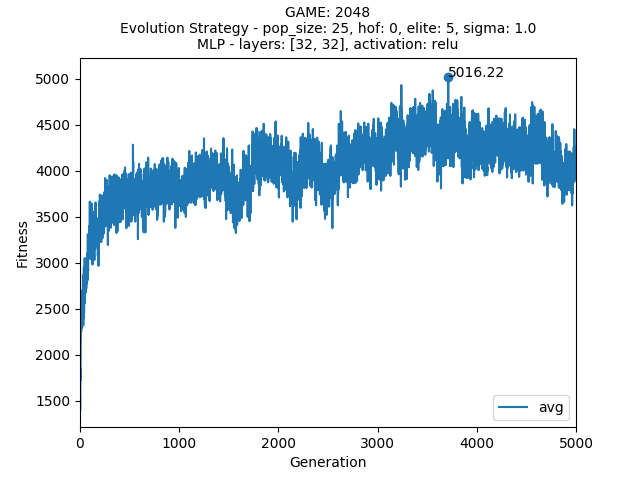 GAME: 2048
Evolution Strategy - pop_size: 25, hof: 0, elite: 5, sigma: 1.0
MLP - layers: [32, 32], activation: relu
5016.22
5000
4500
4000
3500
3000
2500
2000
1500
Fitness
avg
0 1000 2000 3000 4000 5000
Generation